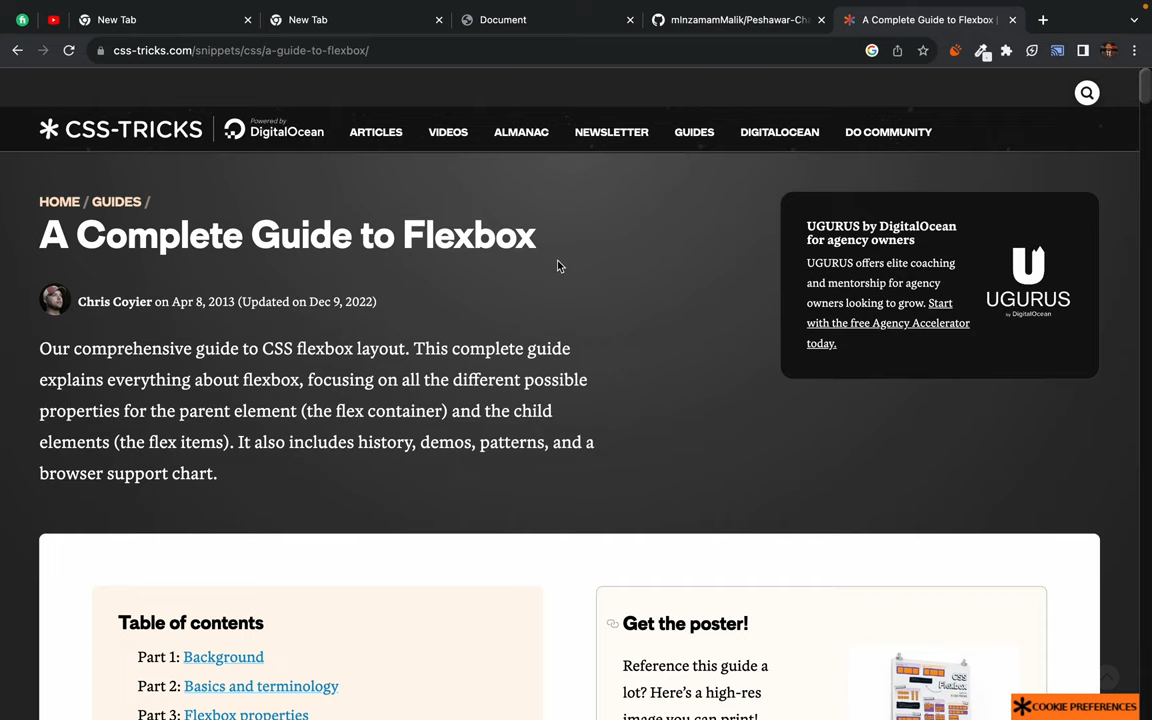 New Tab
New Tab
Document
mInzamamMalik/Peshawar-Cha
A Complete Guide to Flexbox |
css-tricks.com/snippets/css/a-guide-to-flexbox/
CSS-TRICKS
Powered by
DigitalOcean
ARTICLES
VIDEOS
ALMANAC
NEWSLETTER
GUIDES
DIGITALOCEAN
DO COMMUNITY
HOME / GUIDES /
A Complete Guide to Flexbox
Chris Coyier on Apr 8, 2013 (Updated on Dec 9, 2022)
Our comprehensive guide to CSS flexbox layout. This complete guide
explains everything about flexbox, focusing on all the different possible
properties for the parent element (the flex container) and the child
elements (the flex items). It also includes history, demos, patterns, and a
browser support chart.
UGURUS by DigitalOcean
for agency owners
UGURUS offers elite coaching
and mentorship for agency
owners looking to grow. Start
with the free Agency Accelerator
today.
UGURUS
by DigitalOcean
Table of contents
Part 1: Background
Part 2: Basics and terminology
Part 3: Flexbox properties
Get the poster!
Reference this guide a
lot? Here's a high-res
image you can print!
CSS
Flexbox
COOKIE PREFERENCES